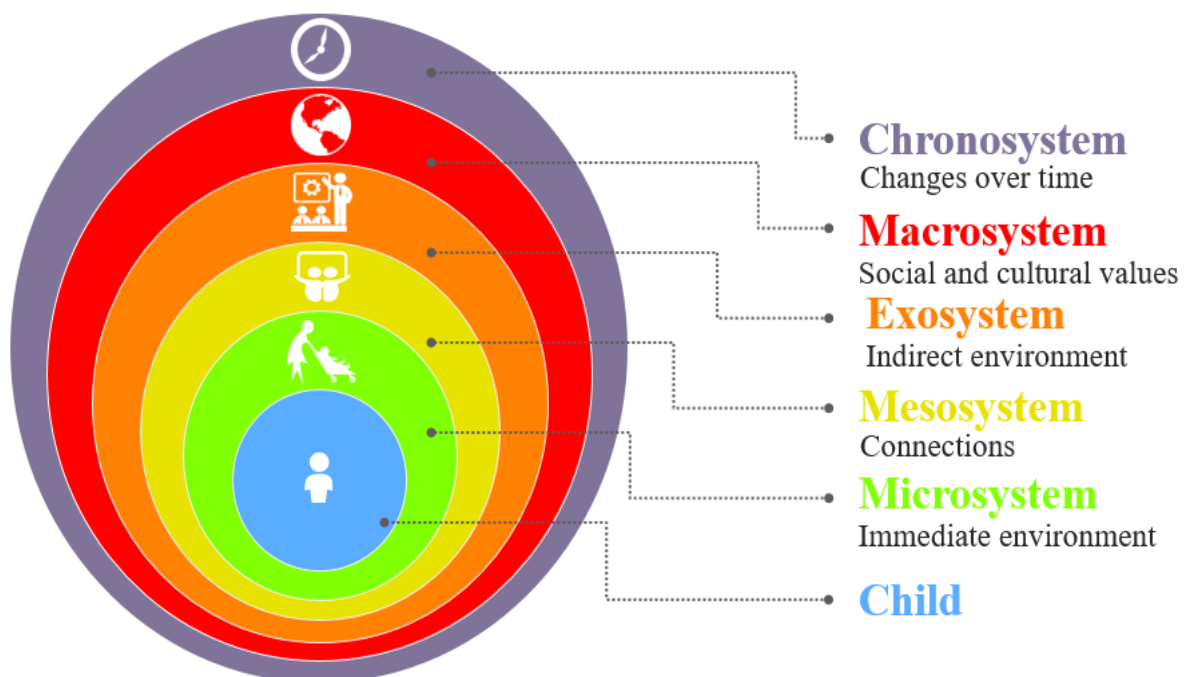 Chronosystem
Changes over time
Macrosystem
Social and cultural values
Exosystem
Indirect environment
Mesosystem
Connections
Microsystem
Immediate environment
Child